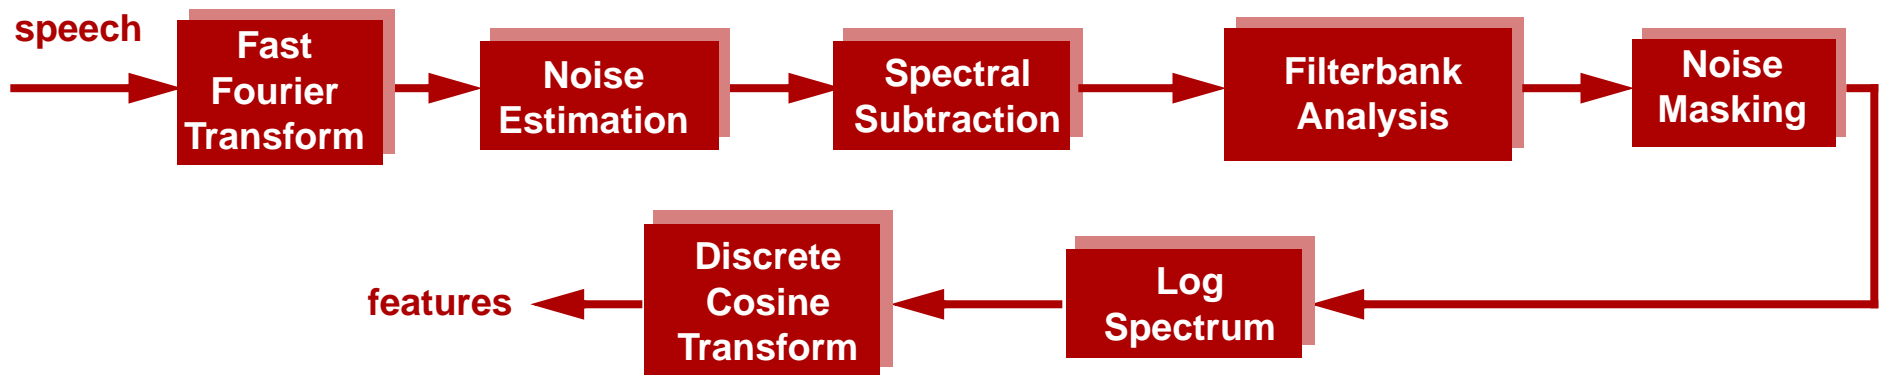 speech
Fast
Fourier
Transform
Noise
Estimation
Spectral
Subtraction
Filterbank
Analysis
Noise
Masking
Log
Spectrum
Discrete
Cosine
Transform
features